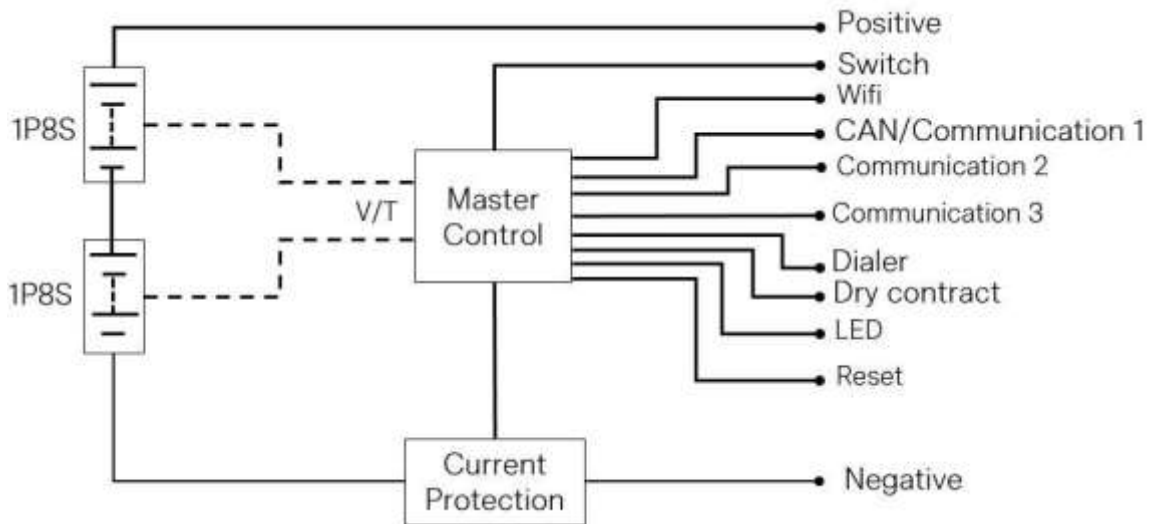 Positive
Switch
Wifi
1P8S
CAN/Communication 1
Communication 2
Master
Control
V/T
Communication 3
Dialer
Dry contract
1P8S
LED
Reset
Current
Protection
Negative